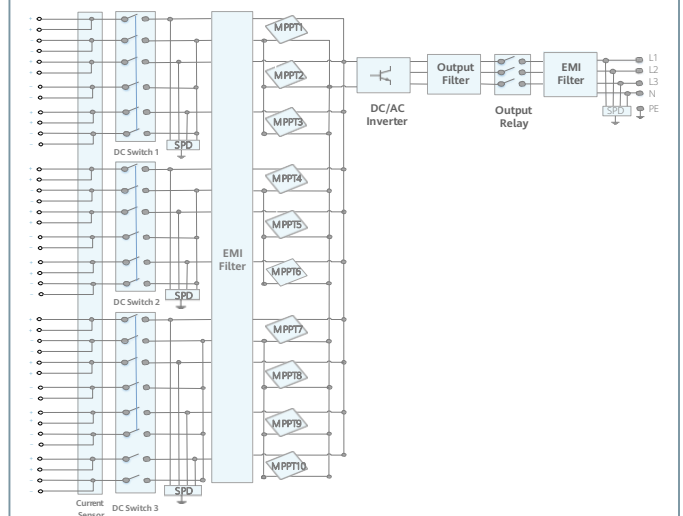 MPPT1
MPPT2
MPPT3
SPD
DC Switch 1
MPPT4
MPPT5
MPPT6
SPD
DC Switch 2
EMI
Filter
MPPT7
MPPT8
MPPT9
MPPT10
SPD
Current
Sensor
DC Switch 3
DC/AC
Inverter
Output
Filter
Output
Relay
EMI
Filter
L1
L2
L3
N
SPD
PE